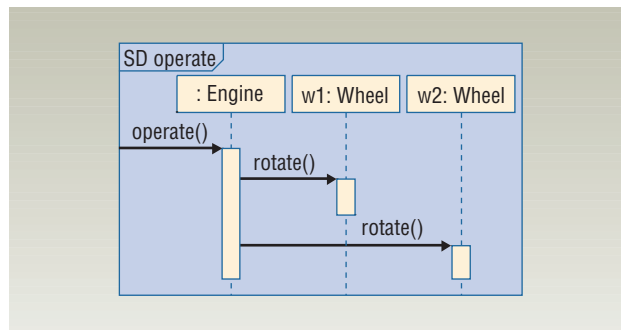 SD operate
: Engine
w1: Wheel
w2: Wheel
operate()
rotate()
rotate()